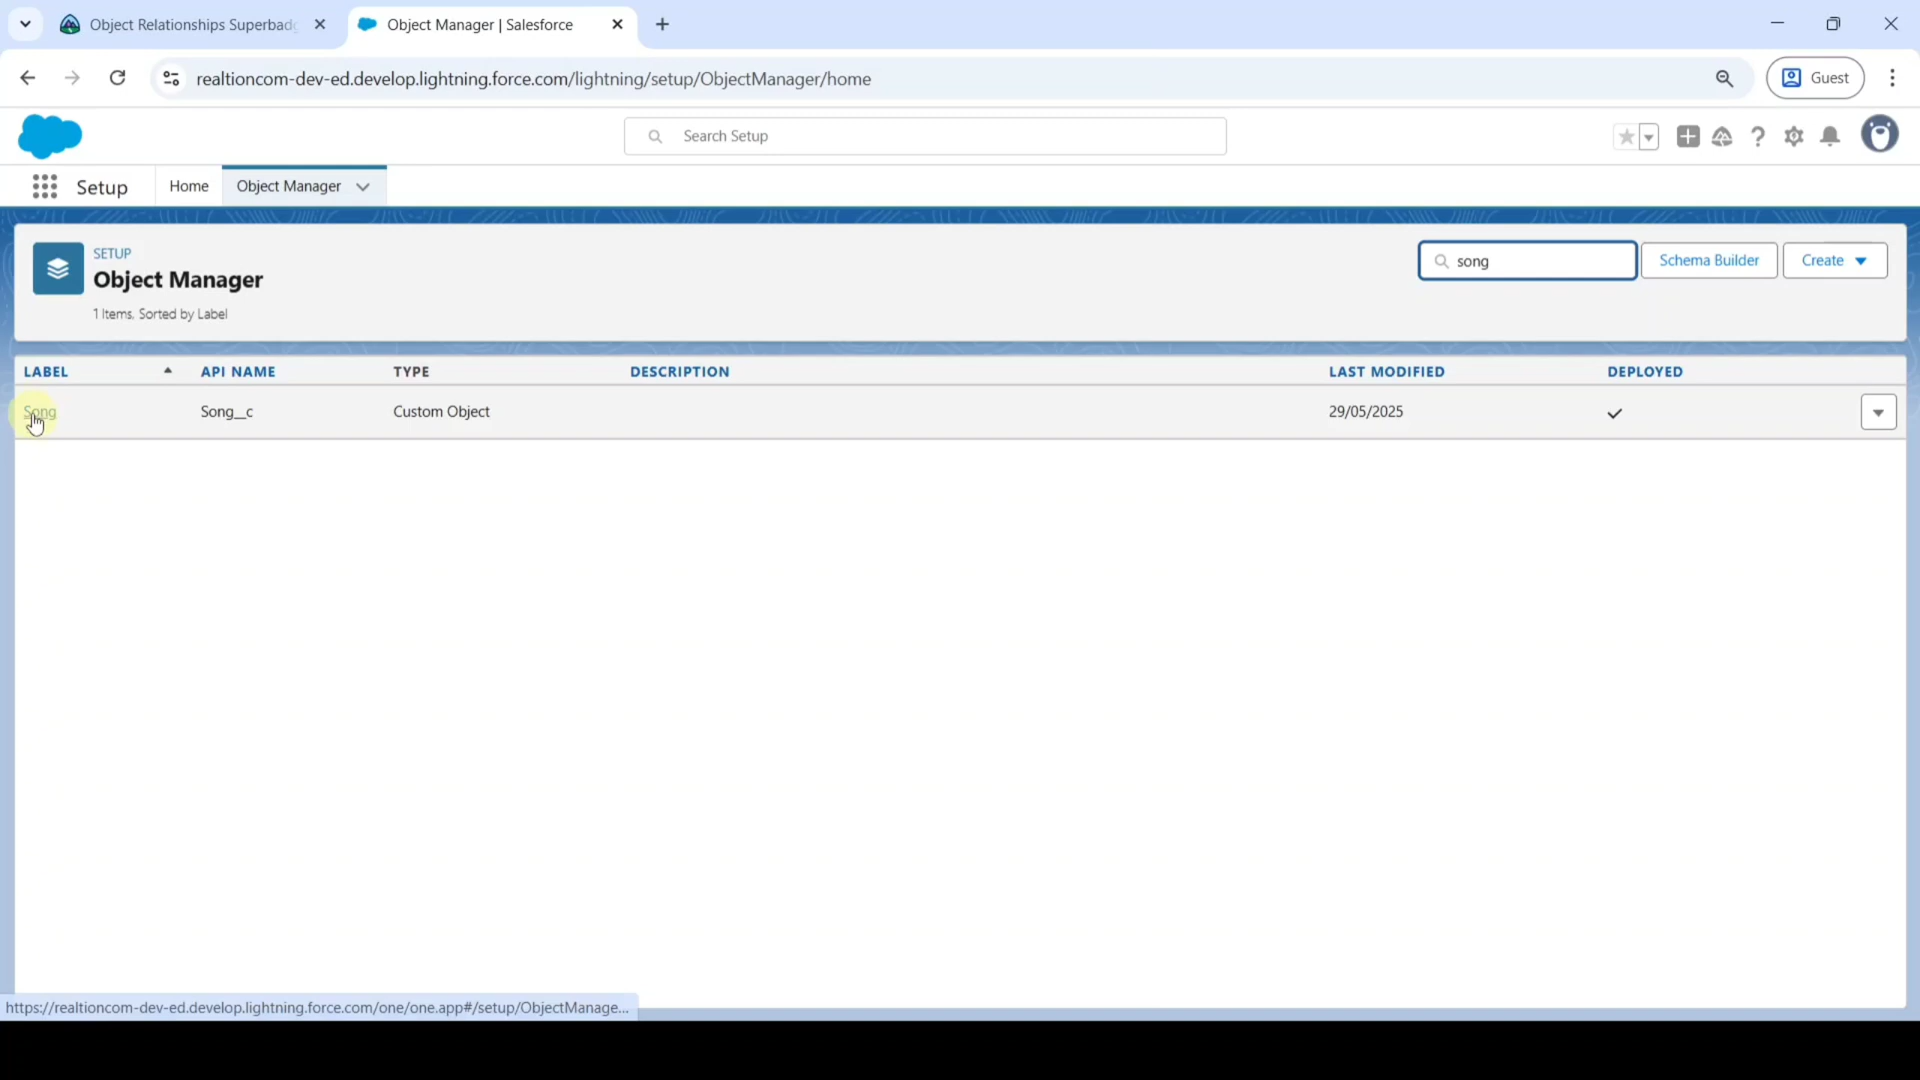 Object Relationships Superbadg
Object Manager | Salesforce
realtioncom-dev-ed.develop.lightning.force.com/lightning/setup/ObjectManager/home
Guest
Search Setup
Setup
Home
Object Manager
SETUP
Object Manager
1 Items, Sorted by Label
song
Schema Builder
Create
LABEL API NAME TYPE DESCRIPTION LAST MODIFIED DEPLOYED
Song Song__c Custom Object 29/05/2025
https://realtioncom-dev-ed.develop.lightning.force.com/one/one.app#/setup/ObjectManage...